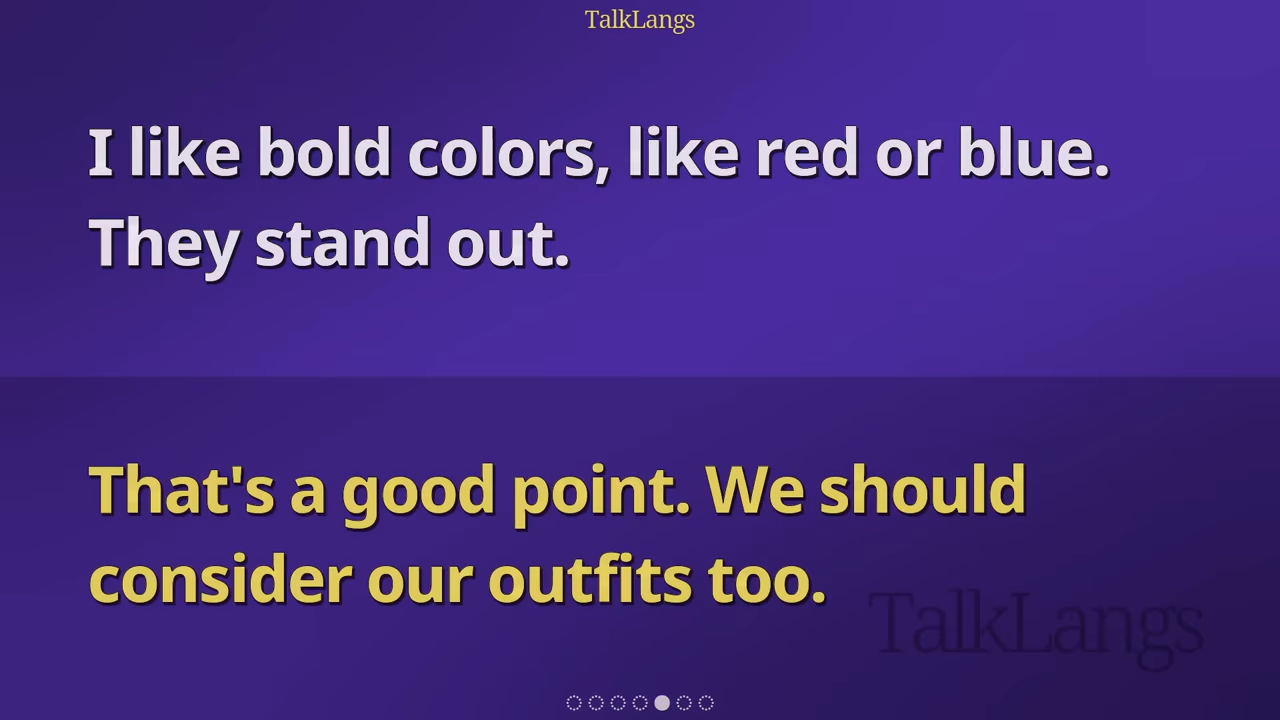 TalkLangs
I like bold colors, like red or blue.
They stand out.
That's a good point. We should
consider our outfits too.
TalkLangs